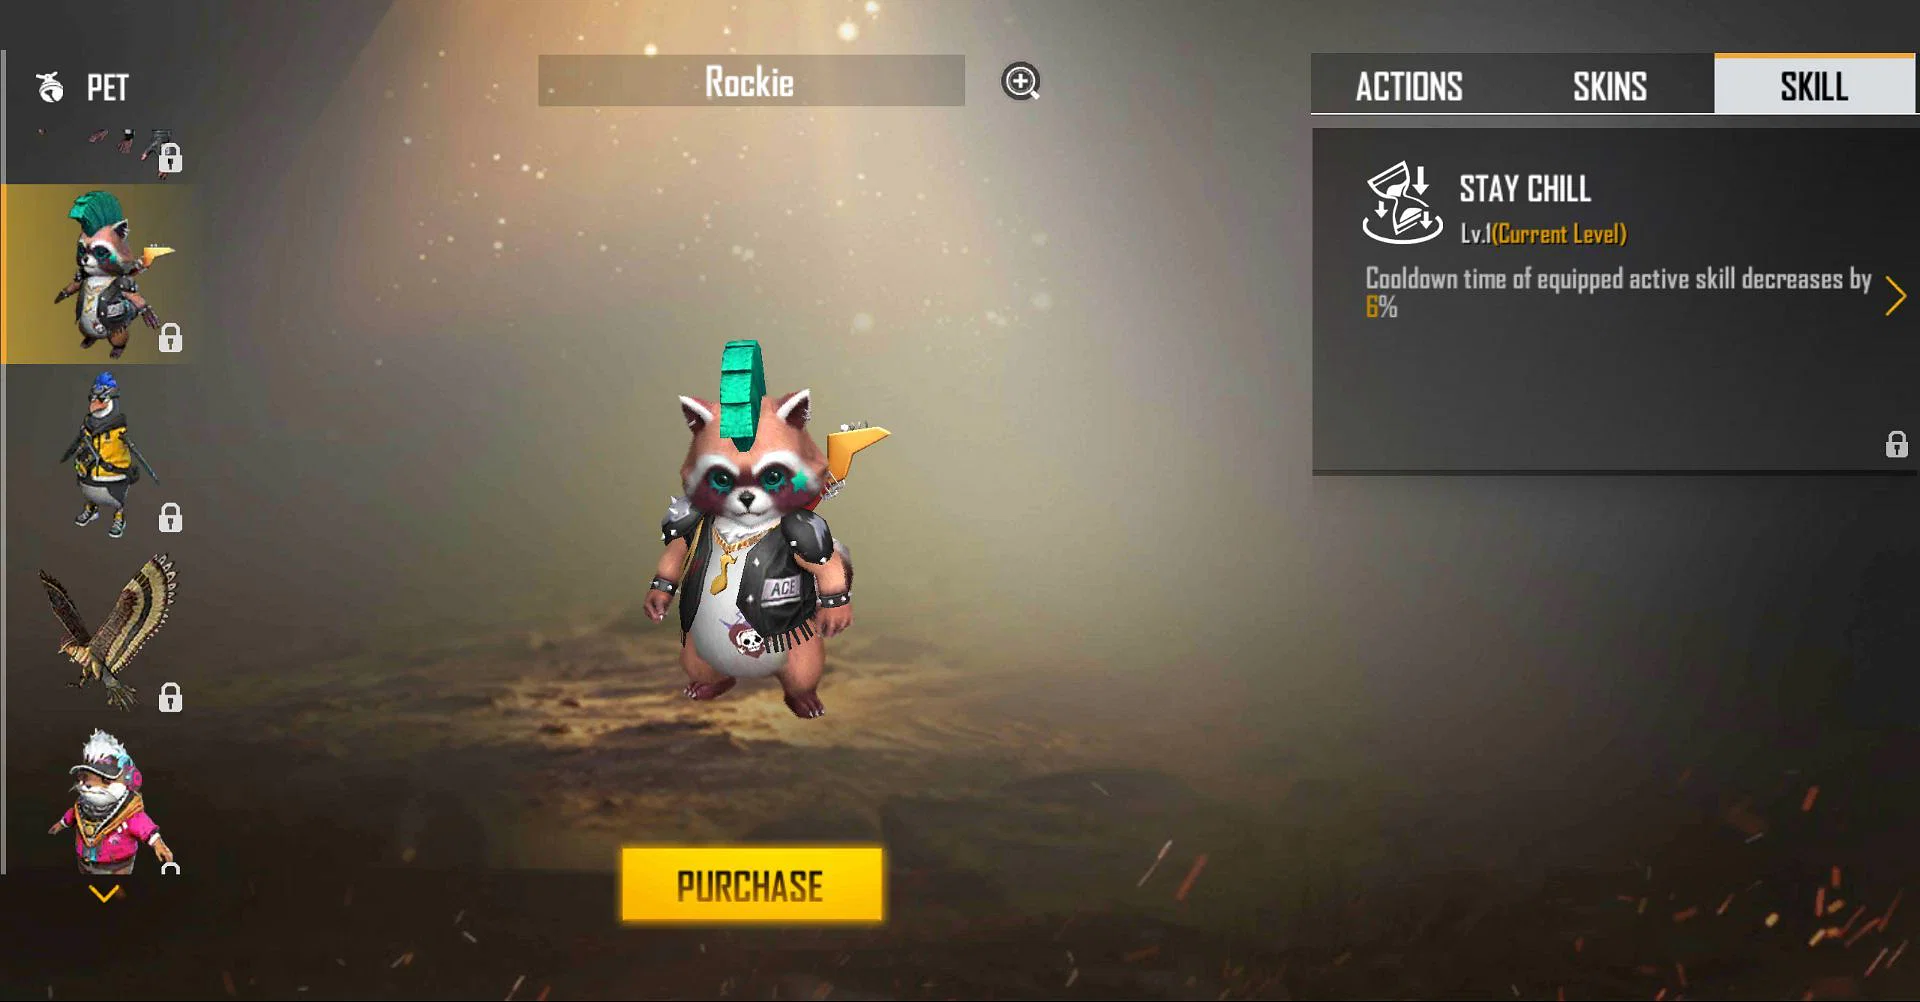 PET
Rockie
ACTIONS SKINS SKILL
STAY CHILL
Lv.1(Current Level)
Cooldown time of equipped active skill decreases by
6%
ACE
PURCHASE